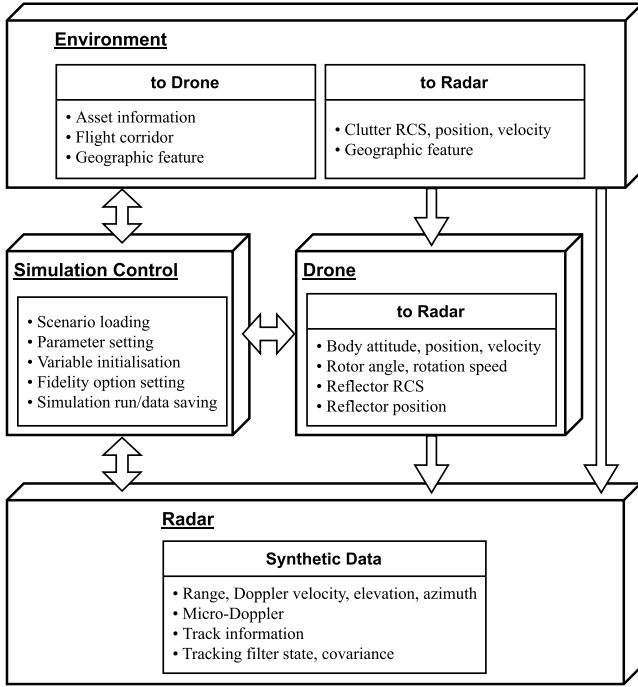 Environment
to Drone
• Asset information
• Flight corridor
• Geographic feature
to Radar
• Clutter RCS, position, velocity
• Geographic feature
Simulation Control
• Scenario loading
• Parameter setting
• Variable initialisation
• Fidelity option setting
• Simulation run/data saving
Drone
to Radar
• Body attitude, position, velocity
• Rotor angle, rotation speed
• Reflector RCS
• Reflector position
Radar
Synthetic Data
• Range, Doppler velocity, elevation, azimuth
• Micro-Doppler
• Track information
• Tracking filter state, covariance